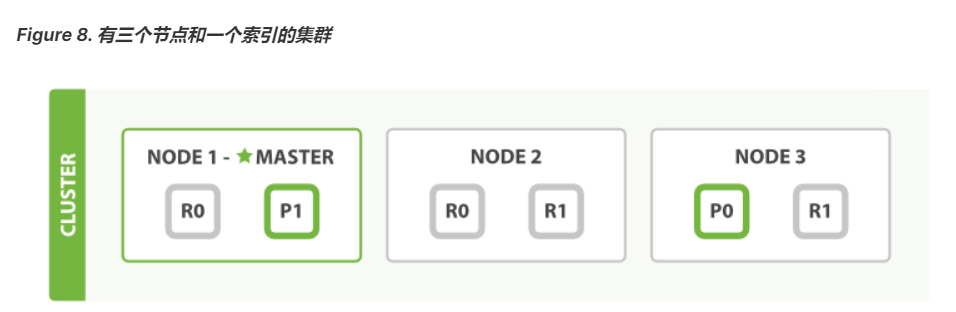 Figure 8. 有三个节点和一个索引的集群
CLUSTER
NODE 1 - ★ MASTER
R0 P1
NODE 2
R0 R1
NODE 3
P0 R1